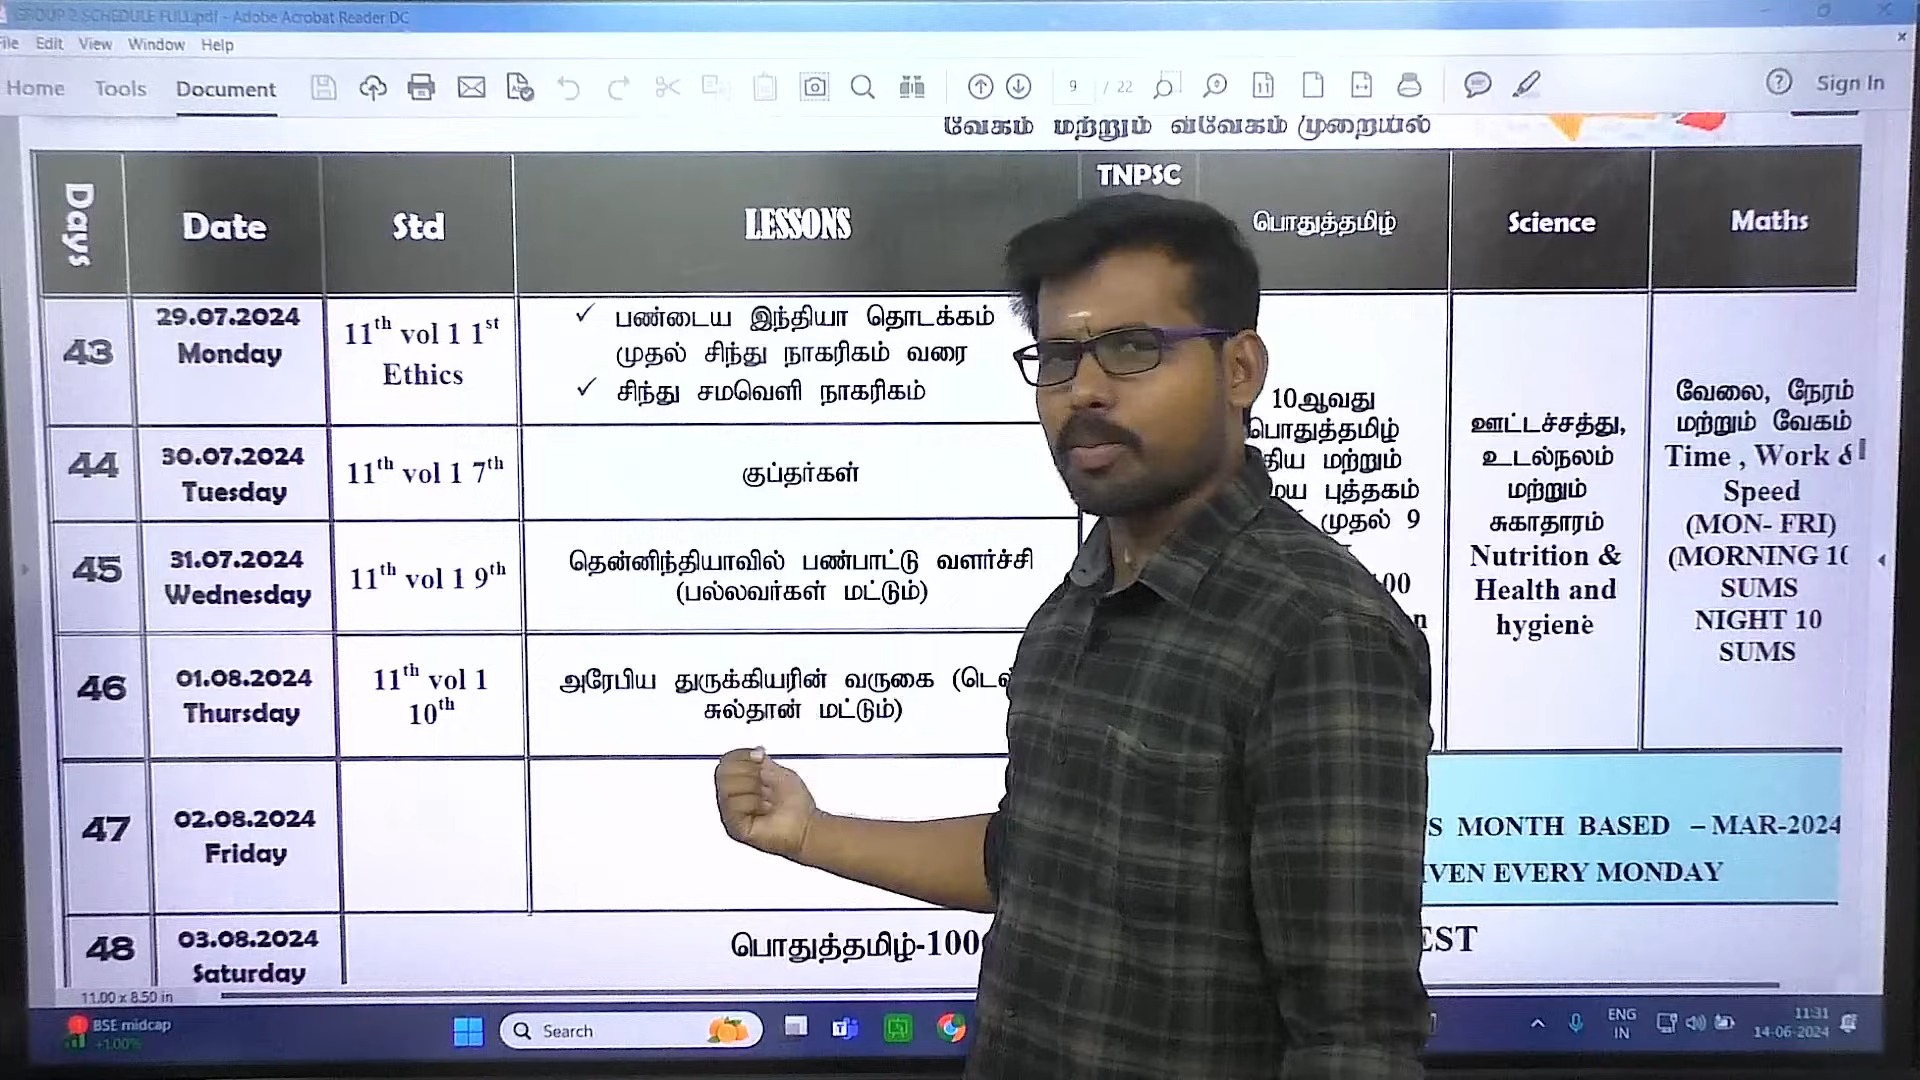 GROUP 2 SCHEDULE FULL.pdf - Adobe Acrobat Reader DC
File Edit View Window Help
Home Tools Document
9 / 22
Sign In
வேகம் மற்றும் விவேகம் முறையில்
Days
Date
Std
LESSONS
TNPSC
பொதுத்தமிழ்
Science
Maths
43
29.07.2024
Monday
11th vol 1 1st
Ethics
✓ பண்டைய இந்தியா தொடக்கம்
முதல் சிந்து நாகரிகம் வரை
✓ சிந்து சமவெளி நாகரிகம்
44
30.07.2024
Tuesday
11th vol 1 7th
குப்தர்கள்
45
31.07.2024
Wednesday
11th vol 1 9th
தென்னிந்தியாவில் பண்பாட்டு வளர்ச்சி
(பல்லவர்கள் மட்டும்)
46
01.08.2024
Thursday
11th vol 1
10th
அரேபிய துருக்கியரின் வருகை
சுல்தான் மட்டும்)
10ஆவது
பொதுத்தமிழ்
மற்றும்
புத்தகம்
முதல் 9
ஊட்டச்சத்து,
உடல்நலம்
மற்றும்
சுகாதாரம்
Nutrition &
Health and
hygiene
வேலை, நேரம்
மற்றும் வேகம்
Time , Work &
Speed
(MON- FRI)
(MORNING 10
SUMS
NIGHT 10
SUMS
47
02.08.2024
Friday
S MONTH BASED – MAR-2024
EVERY MONDAY
48
03.08.2024
Saturday
பொதுத்தமிழ்-100
11.00 x 8.50 in
BSE midcap
+1.00%
Search
ENG
IN
11:31
14-06-2024